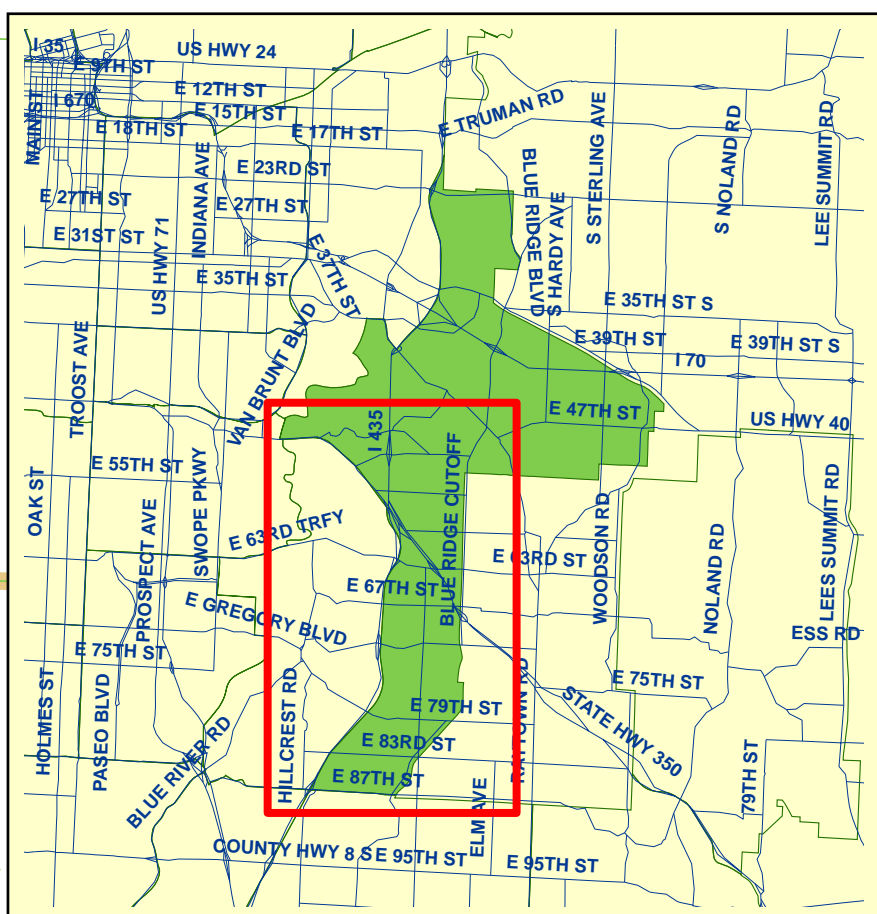 I 35
US HWY 24
E 9TH ST
E 12TH ST
I 670
E 15TH ST
E 18TH ST
E 17TH ST
E TRUMAN RD
MAIN ST
INDIANA AVE
E 23RD ST
BLUE RIDGE BLVD
S HARDY AVE
S STERLING AVE
S NOLAND RD
LEE SUMMIT RD
E 27TH ST
E 27TH ST
E 31ST ST
US HWY 71
E 37TH ST
E 35TH ST
E 35TH ST S
E 39TH ST
E 39TH ST S
I 70
TROOST AVE
VAN BRUNT BLVD
E 47TH ST
US HWY 40
I 435
BLUE RIDGE CUTOFF
E 55TH ST
OAK ST
SWOPE PKWY
PROSPECT AVE
E 63RD TRFY
E 63RD ST
WOODSON RD
NOLAND RD
LEES SUMMIT RD
E 67TH ST
E GREGORY BLVD
ESS RD
E 75TH ST
E 75TH ST
HOLMES ST
PASEO BLVD
HILLCREST RD
E 79TH ST
RAYTOWN RD
STATE HWY 350
BLUE RIVER RD
E 83RD ST
E 87TH ST
79TH ST
ELM AVE
COUNTY HWY 8 S
E 95TH ST
E 95TH ST